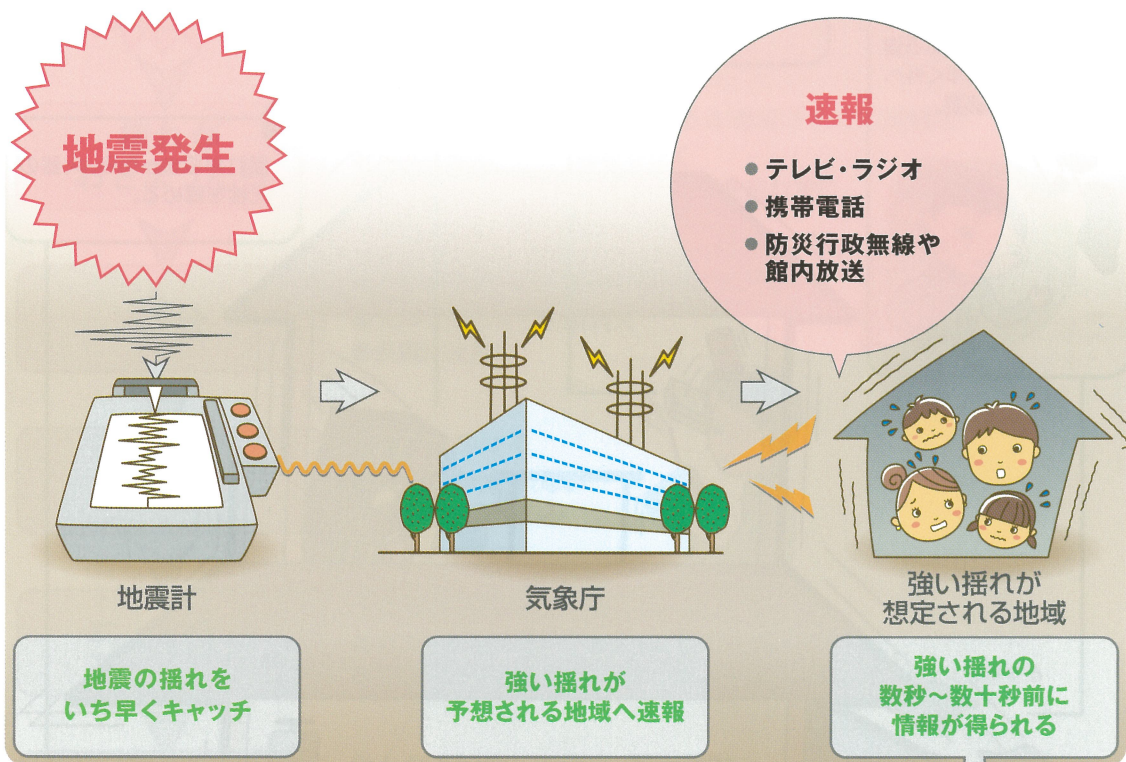 地震発生
速報
● テレビ・ラジオ
● 携帯電話
● 防災行政無線や
館内放送
地震計
気象庁
強い揺れが
想定される地域
地震の揺れを
いち早くキャッチ
強い揺れが
予想される地域へ速報
強い揺れの
数秒～数十秒前に
情報が得られる